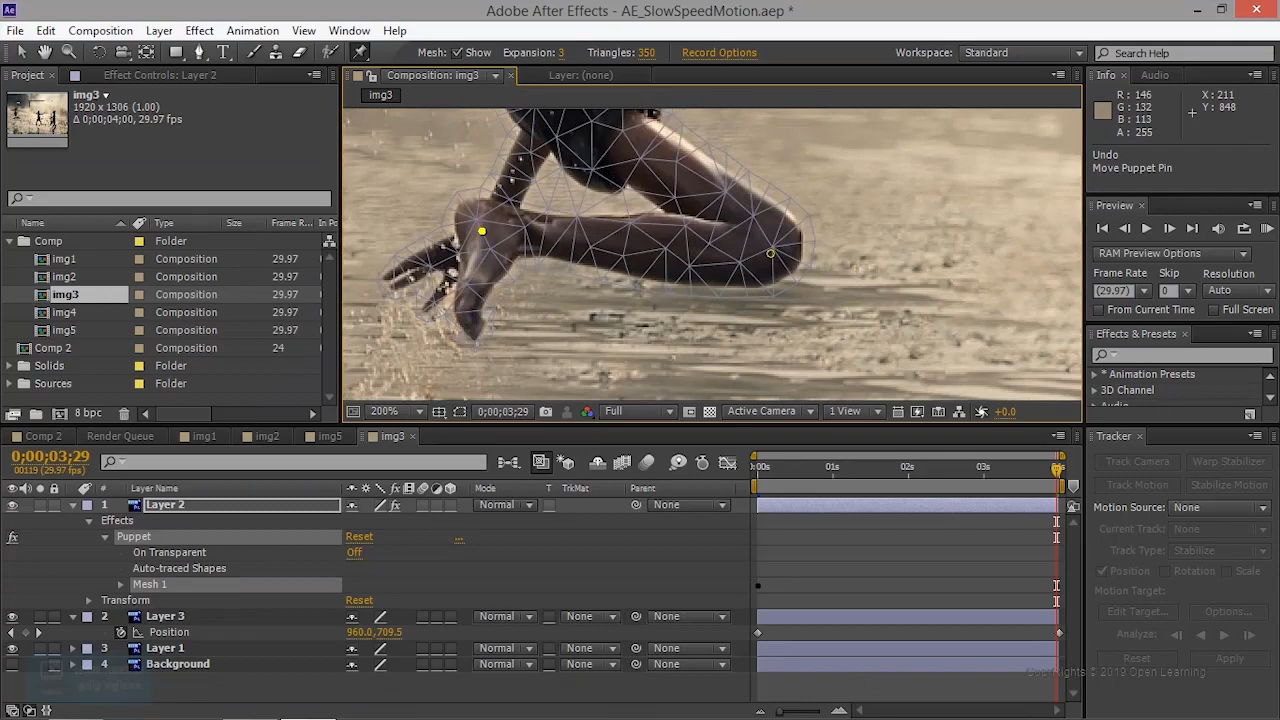 Adobe After Effects - AE_SlowSpeedMotion.aep *
File Edit Composition Layer Effect Animation View Window Help
Mesh: Show Expansion: 3 Triangles: 350 Record Options Workspace: Standard Search Help
Project Effect Controls: Layer 2 Composition: img3 Layer: (none) Info Audio
img3
1920 x 1306 (1.00)
Δ 0;00;04;00, 29.97 fps
img3
R: 146 X: 211
G: 132 Y: 848
B: 113
A: 255
Undo
Move Puppet Pin
Preview
RAM Preview Options
Frame Rate Skip Resolution
(29.97) 0 Auto
From Current Time Full Screen
Effects & Presets
* Animation Presets
3D Channel
Audio
Name Type Size Frame R... In Po
Comp Folder
img1 Composition 29.97
img2 Composition 29.97
img3 Composition 29.97
img4 Composition 29.97
img5 Composition 29.97
Comp 2 Composition 24
Solids Folder
Sources Folder
8 bpc
200% 0;00;03;29 Full Active Camera 1 View +0.0
Comp 2 Render Queue img1 img2 img5 img3
0;00;03;29
00119 (29.97 fps)
:00s 01s 02s 03s
# Layer Name Mode T TrkMat Parent
1 Layer 2 Normal None
Effects
Puppet Reset ...
On Transparent Off
Auto-traced Shapes
Mesh 1
Transform Reset
2 Layer 3 Normal None None
Position 960.0,709.5
3 Layer 1 Normal None None
4 Background Normal None None
Tracker
Track Camera Warp Stabilizer
Track Motion Stabilize Motion
Motion Source: None
Current Track: None
Track Type: Stabilize
Position Rotation Scale
Motion Target:
Edit Target... Options...
Analyze:
Reset Apply
CopyRights © 2019 Open Learning